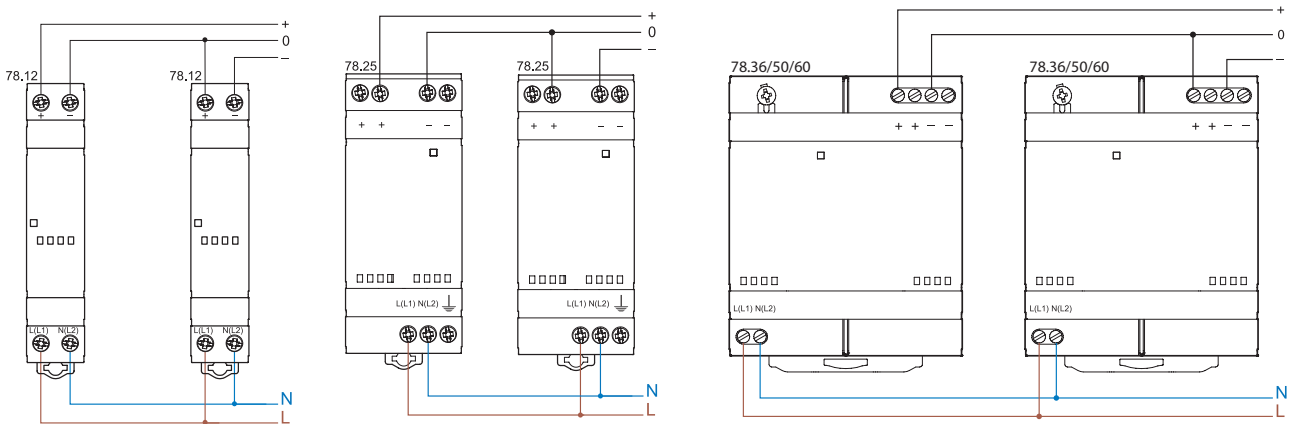 +
0
–
78.12
78.12
+ –
+ –
L(L1) N(L2)
L(L1) N(L2)
N
L
+
0
–
78.25
78.25
+ + – –
+ + – –
L(L1) N(L2)
L(L1) N(L2)
N
L
+
0
–
78.36/50/60
78.36/50/60
+ + – –
+ + – –
L(L1) N(L2)
L(L1) N(L2)
N
L